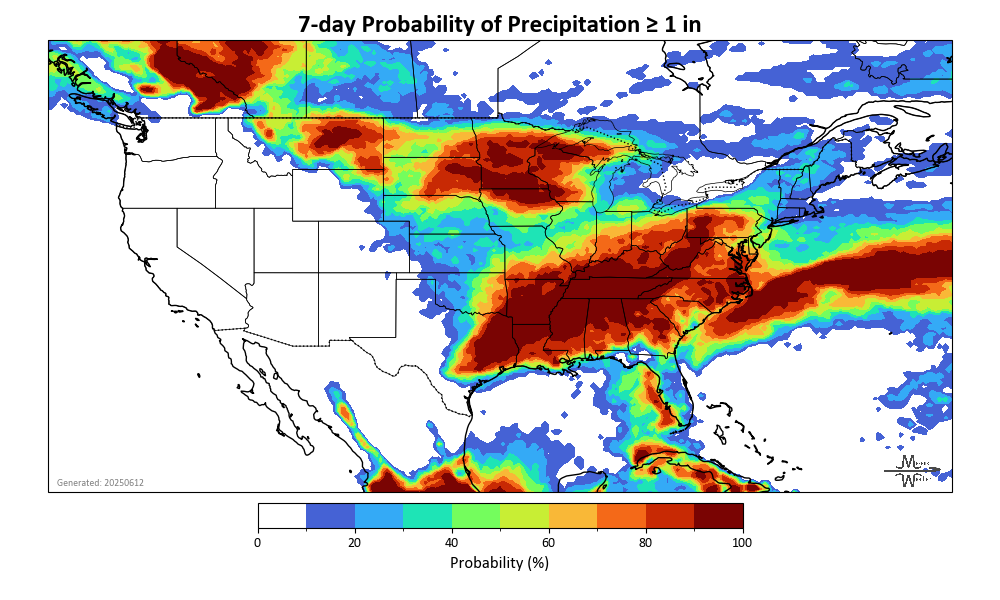 7-day Probability of Precipitation ≥ 1 in
Generated: 20250612
0 20 40 60 80 100
Probability (%)